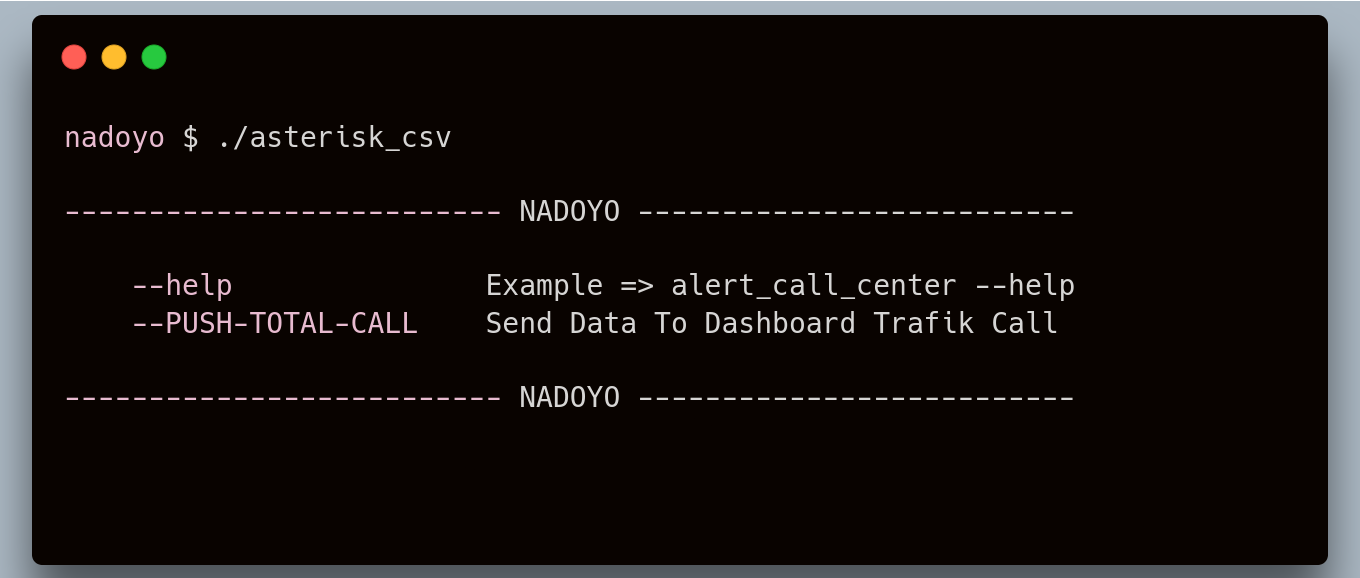 nadoyo $ ./asterisk_csv
-------------------------- NADOYO --------------------------
--help Example => alert_call_center --help
--PUSH-TOTAL-CALL Send Data To Dashboard Trafik Call
-------------------------- NADOYO --------------------------